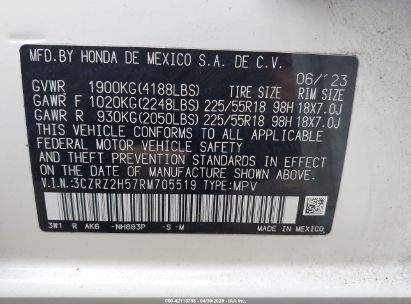 MFD.BY HONDA DE MEXICO S.A. DE C.V.
06/'23
GVWR 1900KG(4188LBS) TIRE SIZE RIM SIZE
GAWR F 1020KG(2248LBS) 225/55R18 98H 18X7.0J
GAWR R 930KG(2050LBS) 225/55R18 98H 18X7.0J
THIS VEHICLE CONFORMS TO ALL APPLICABLE
FEDERAL MOTOR VEHICLE SAFETY
AND THEFT PREVENTION STANDARDS IN EFFECT
ON THE DATE OF MANUFACTURE SHOWN ABOVE.
V.I.N.:3CZRZ2H57RM705519 TYPE:MPV
3W1 R AK6 -NH883P -S -M
MADE IN MEXICO